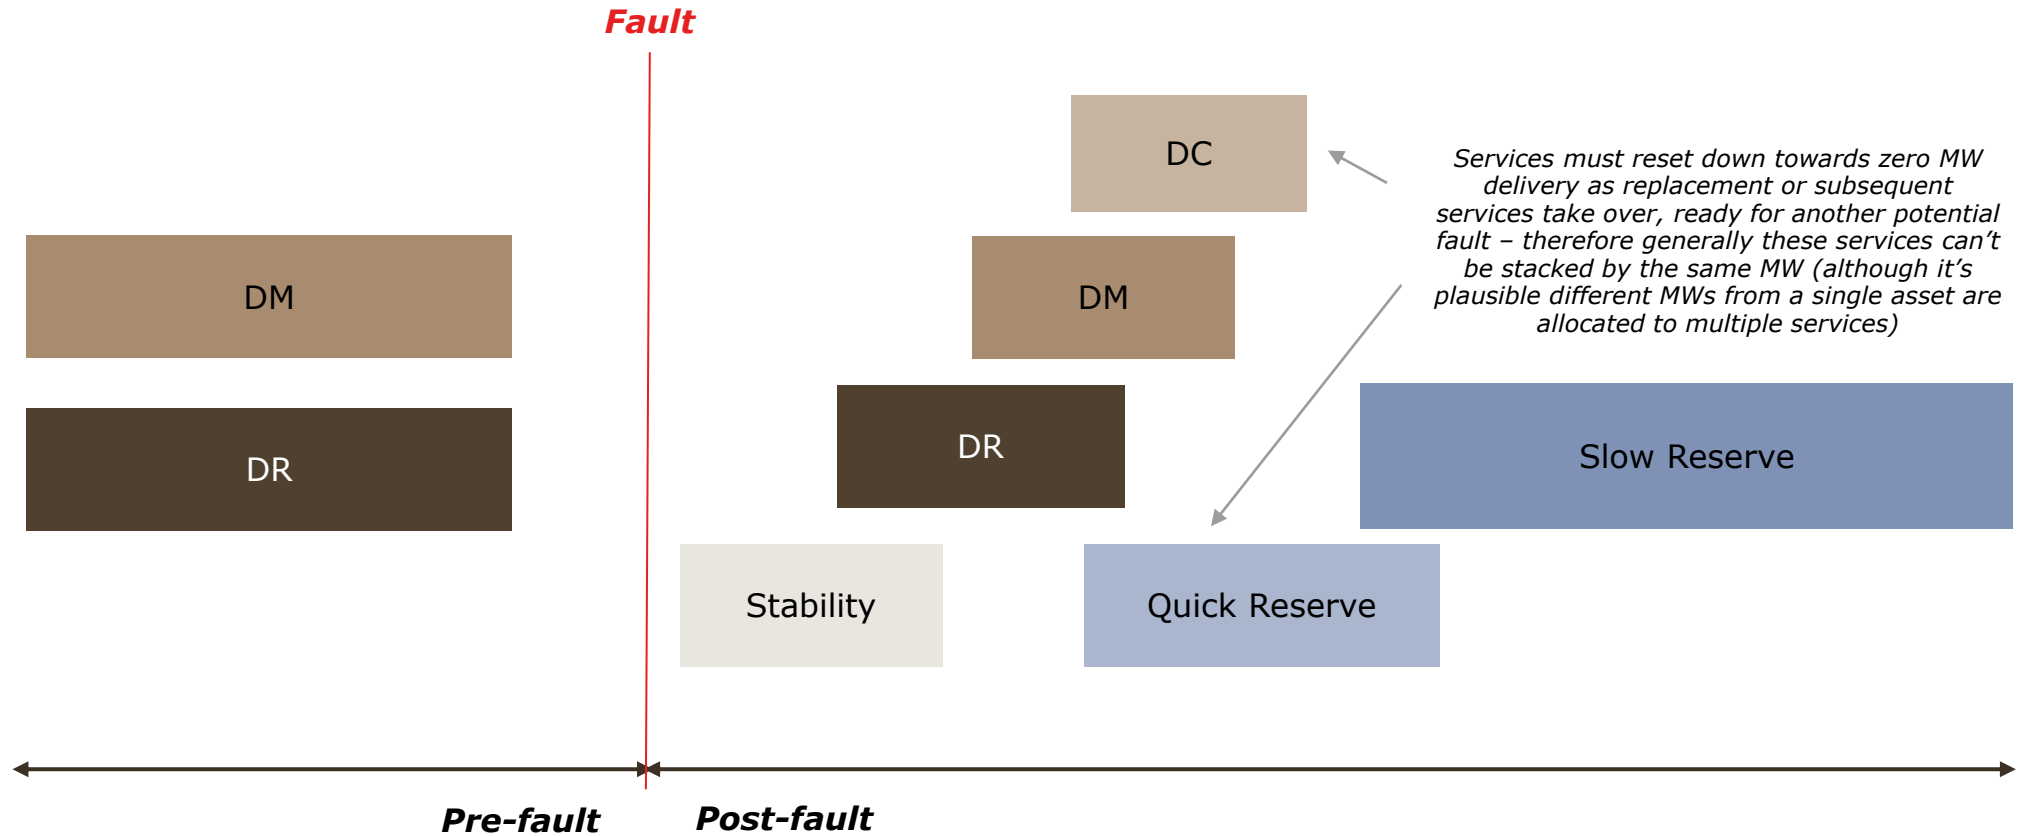 Fault
DC
Services must reset down towards zero MW
delivery as replacement or subsequent
services take over, ready for another potential
fault – therefore generally these services can’t
be stacked by the same MW (although it’s
plausible different MWs from a single asset are
allocated to multiple services)
DM
DM
DR
DR
Slow Reserve
Stability
Quick Reserve
Pre-fault
Post-fault